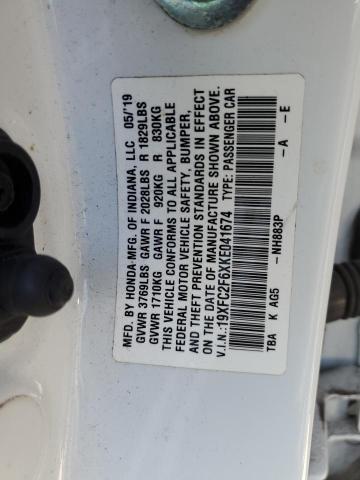 MFD. BY HONDA MFG. OF INDIANA, LLC 05/'19
GVWR 3769LBS GAWR F 2028LBS R 1829LBS
GVWR 1710KG GAWR F 920KG R 830KG
THIS VEHICLE CONFORMS TO ALL APPLICABLE
FEDERAL MOTOR VEHICLE SAFETY, BUMPER,
AND THEFT PREVENTION STANDARDS IN EFFECT
ON THE DATE OF MANUFACTURE SHOWN ABOVE.
V.I.N.:19XFC2F6XKE041674 TYPE: PASSENGER CAR
TBA K AG5 -NH883P -A -E